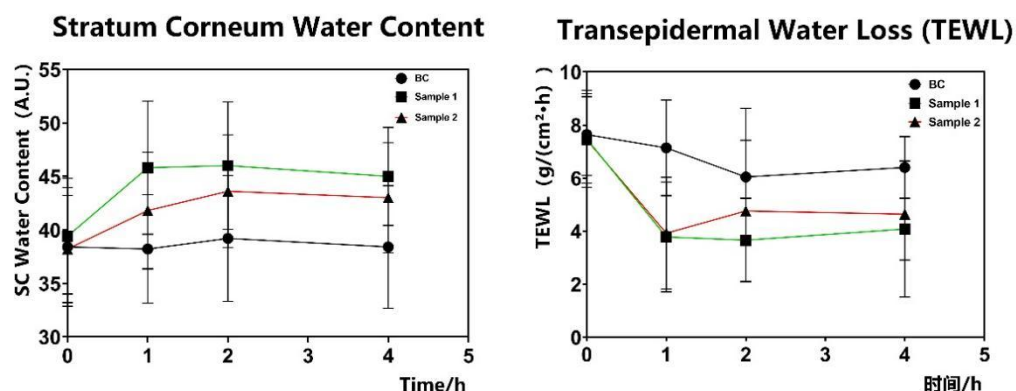 Stratum Corneum Water Content
SC Water Content (A.U.)
55
50
45
40
35
30
0
1
2
3
4
5
Time/h
BC
Sample 1
Sample 2
Transepidermal Water Loss (TEWL)
TEWL (g/(cm²·h) )
10
8
6
4
2
0
0
1
2
3
4
5
时间/h
BC
Sample 1
Sample 2